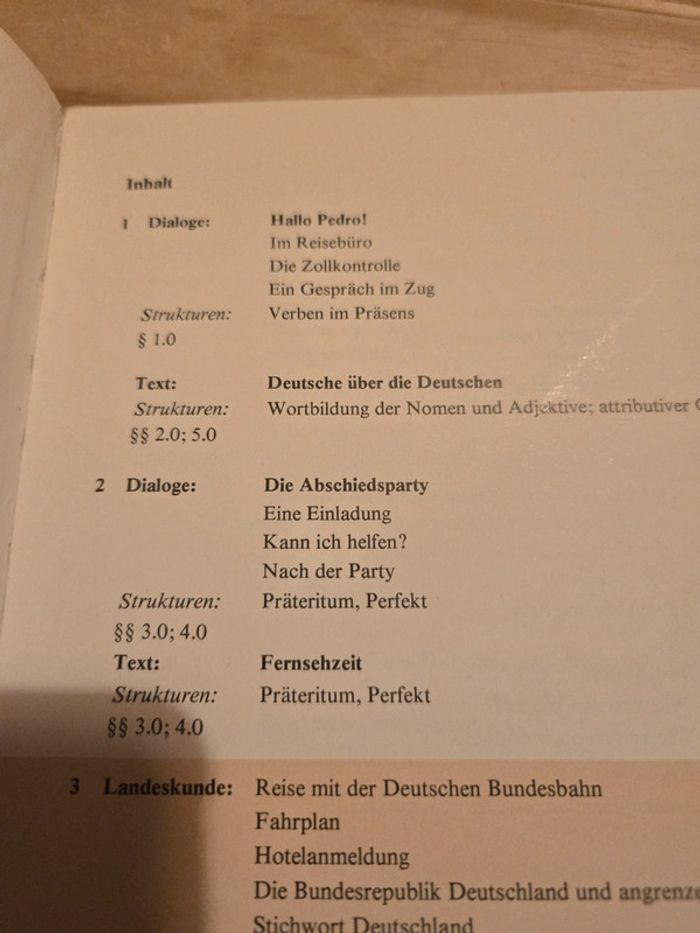 Inhalt
1 Dialoge: Hallo Pedro!
Im Reisebüro
Die Zollkontrolle
Ein Gespräch im Zug
Strukturen: Verben im Präsens
§ 1.0
Text: Deutsche über die Deutschen
Strukturen: Wortbildung der Nomen und Adjektive; attributiver
§§ 2.0; 5.0
2 Dialoge: Die Abschiedsparty
Eine Einladung
Kann ich helfen?
Nach der Party
Strukturen: Präteritum, Perfekt
§§ 3.0; 4.0
Text: Fernsehzeit
Strukturen: Präteritum, Perfekt
§§ 3.0; 4.0
3 Landeskunde: Reise mit der Deutschen Bundesbahn
Fahrplan
Hotelanmeldung
Die Bundesrepublik Deutschland und angrenze
Stichwort Deutschland